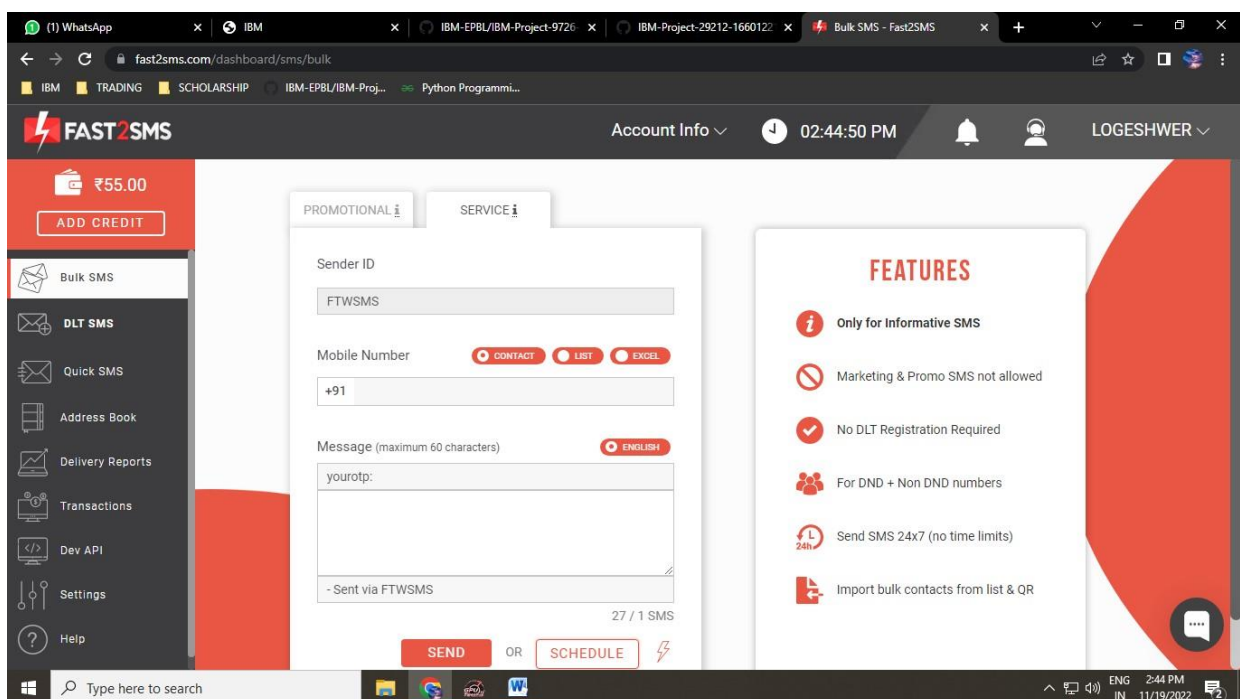 (1) WhatsApp
IBM
IBM-EPBL/IBM-Project-9726-
IBM-Project-29212-1660122
Bulk SMS - Fast2SMS
fast2sms.com/dashboard/sms/bulk
IBM TRADING SCHOLARSHIP IBM-EPBL/IBM-Proj... Python Programmi...
FAST2SMS
Account Info
02:44:50 PM
LOGESHWER
₹55.00
ADD CREDIT
Bulk SMS
DLT SMS
Quick SMS
Address Book
Delivery Reports
Transactions
Dev API
Settings
Help
PROMOTIONAL i
SERVICE i
Sender ID
FTWSMS
Mobile Number
CONTACT LIST EXCEL
+91
Message (maximum 60 characters)
ENGLISH
yourotp:
- Sent via FTWSMS
27 / 1 SMS
SEND OR SCHEDULE
FEATURES
Only for Informative SMS
Marketing & Promo SMS not allowed
No DLT Registration Required
For DND + Non DND numbers
24h Send SMS 24x7 (no time limits)
Import bulk contacts from list & QR
Type here to search
ENG
IN
2:44 PM
11/19/2022
2